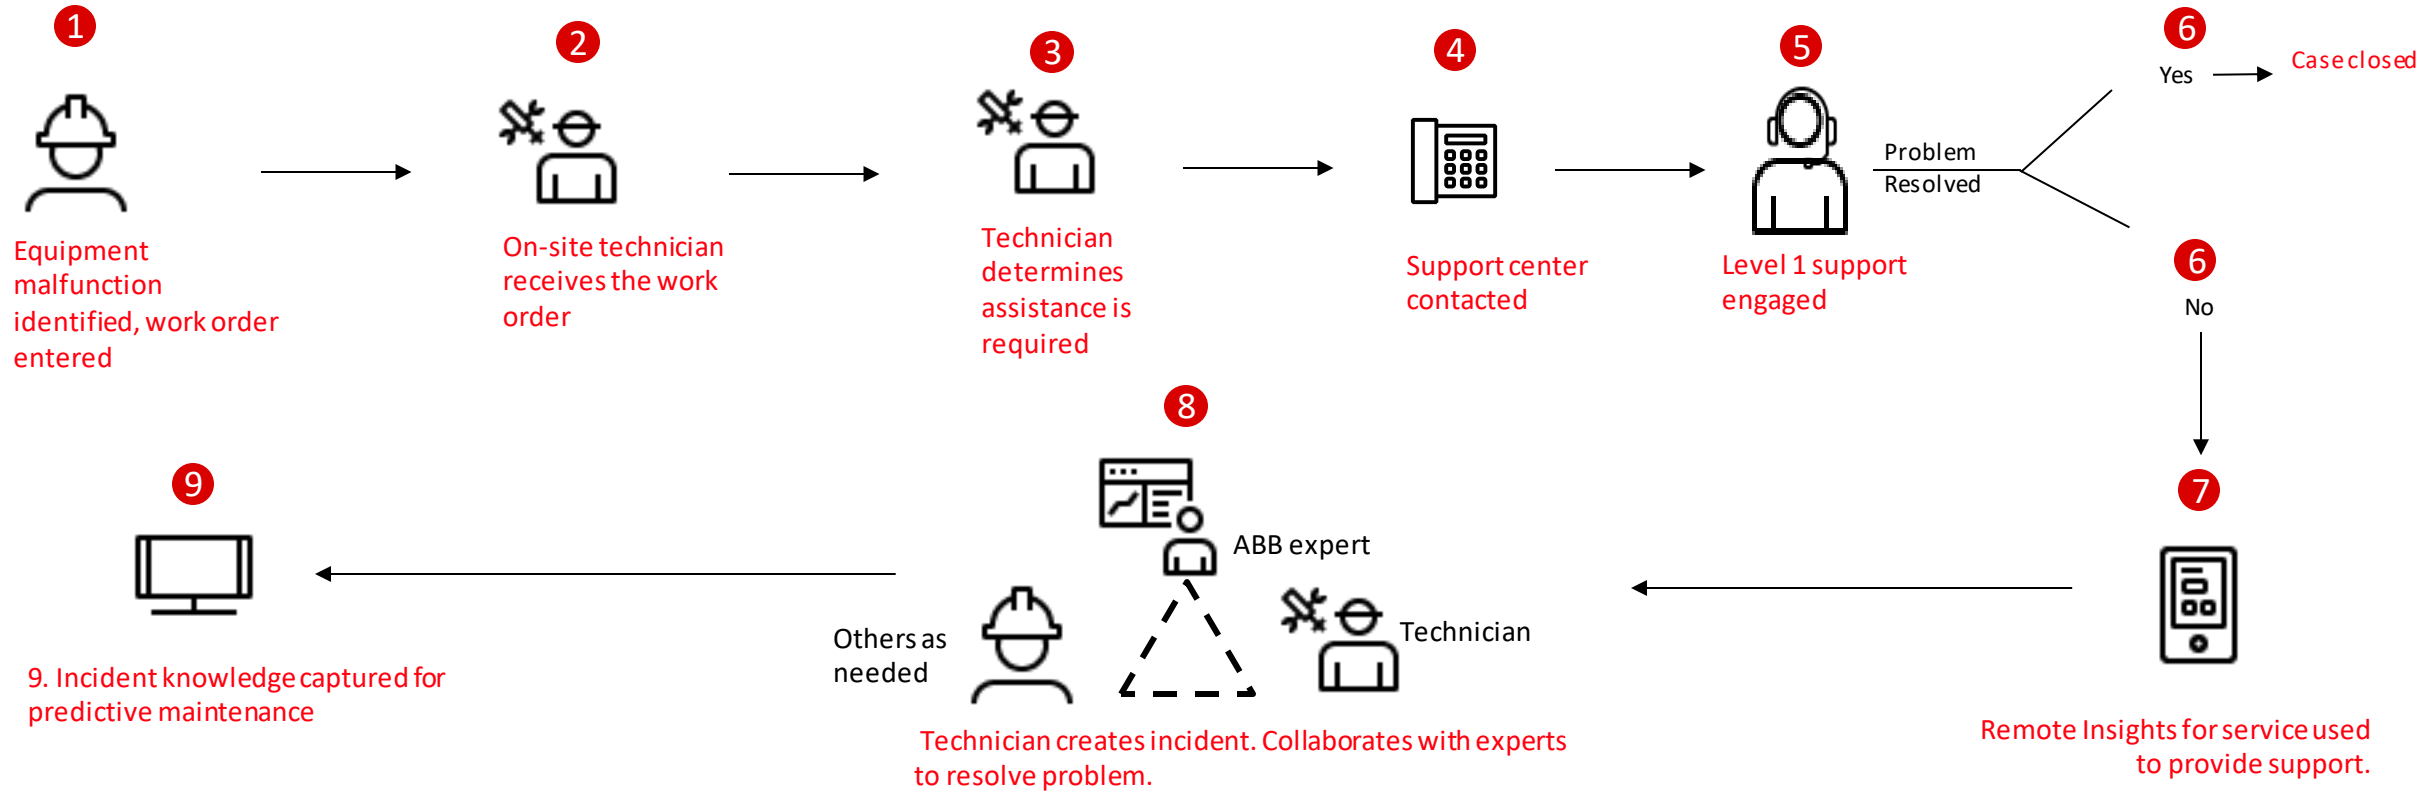 1
Equipment
malfunction
identified, work order
entered
2
On-site technician
receives the work
order
3
Technician
determines
assistance is
required
4
Support center
contacted
5
Level 1 support
engaged
Problem
Resolved
6
Yes
Case closed
6
No
7
Remote Insights for service used
to provide support.
8
ABB expert
Technician
Others as
needed
Technician creates incident. Collaborates with experts
to resolve problem.
9
9. Incident knowledge captured for
predictive maintenance